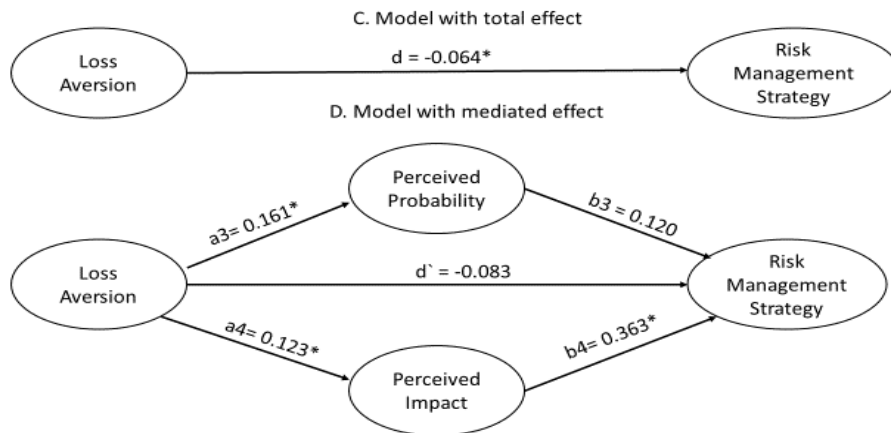 C. Model with total effect
Loss
Aversion
d = -0.064*
Risk
Management
Strategy
D. Model with mediated effect
Perceived
Probability
a3= 0.161*
b3 = 0.120
Loss
Aversion
d` = -0.083
Risk
Management
Strategy
a4= 0.123*
b4= 0.363*
Perceived
Impact